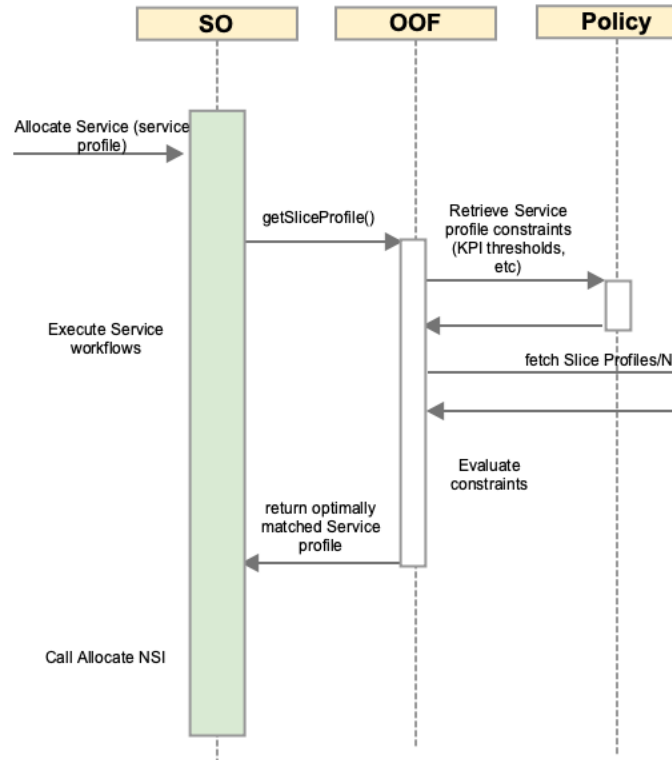 SO
OOF
Policy
Allocate Service (service
profile)
getSliceProfile()
Retrieve Service
profile constraints
(KPI thresholds,
etc)
Execute Service
workflows
fetch Slice Profiles/N
Evaluate
constraints
return optimally
matched Service
profile
Call Allocate NSI